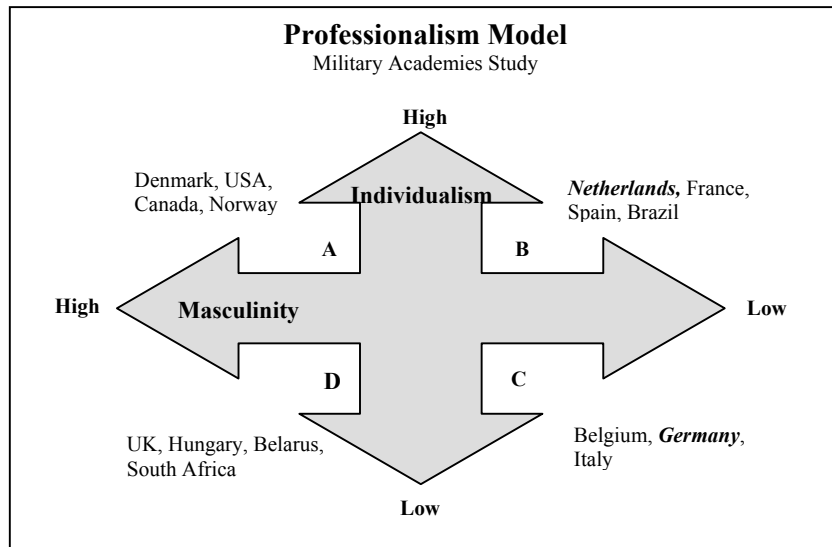 Professionalism Model
Military Academies Study
High
Denmark, USA,
Canada, Norway
Individualism
Netherlands, France,
Spain, Brazil
A
B
High
Masculinity
Low
D
C
UK, Hungary, Belarus,
South Africa
Belgium, Germany,
Italy
Low